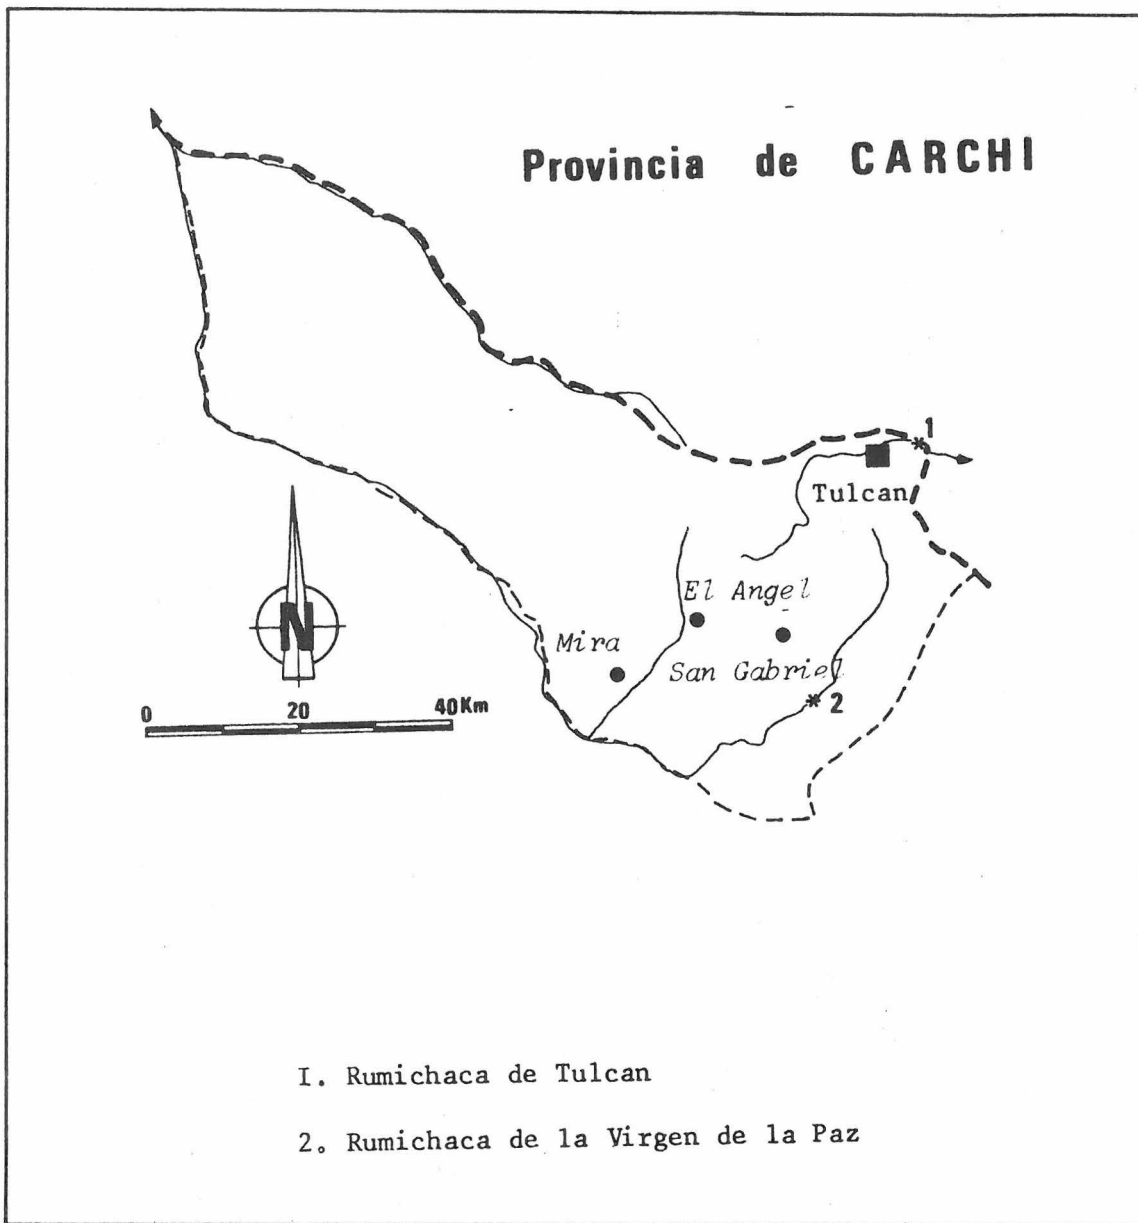 Provincia de CARCHI
1
Tulcan
El Angel
Mira
San Gabriel
2
N
0 20 40Km
I. Rumichaca de Tulcan
2. Rumichaca de la Virgen de la Paz